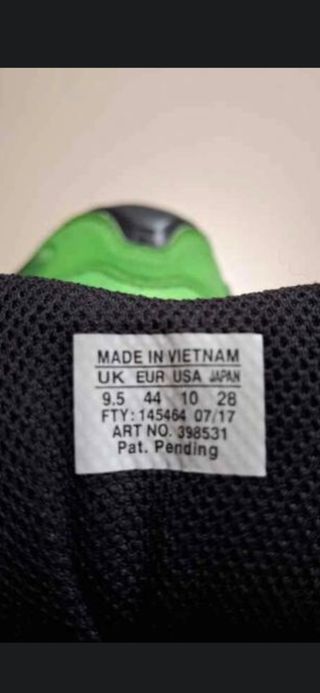 MADE IN VIETNAM
UK EUR USA JAPAN
9.5 44 10 28
FTY: 145464 07/17
ART NO. 398531
Pat. Pending